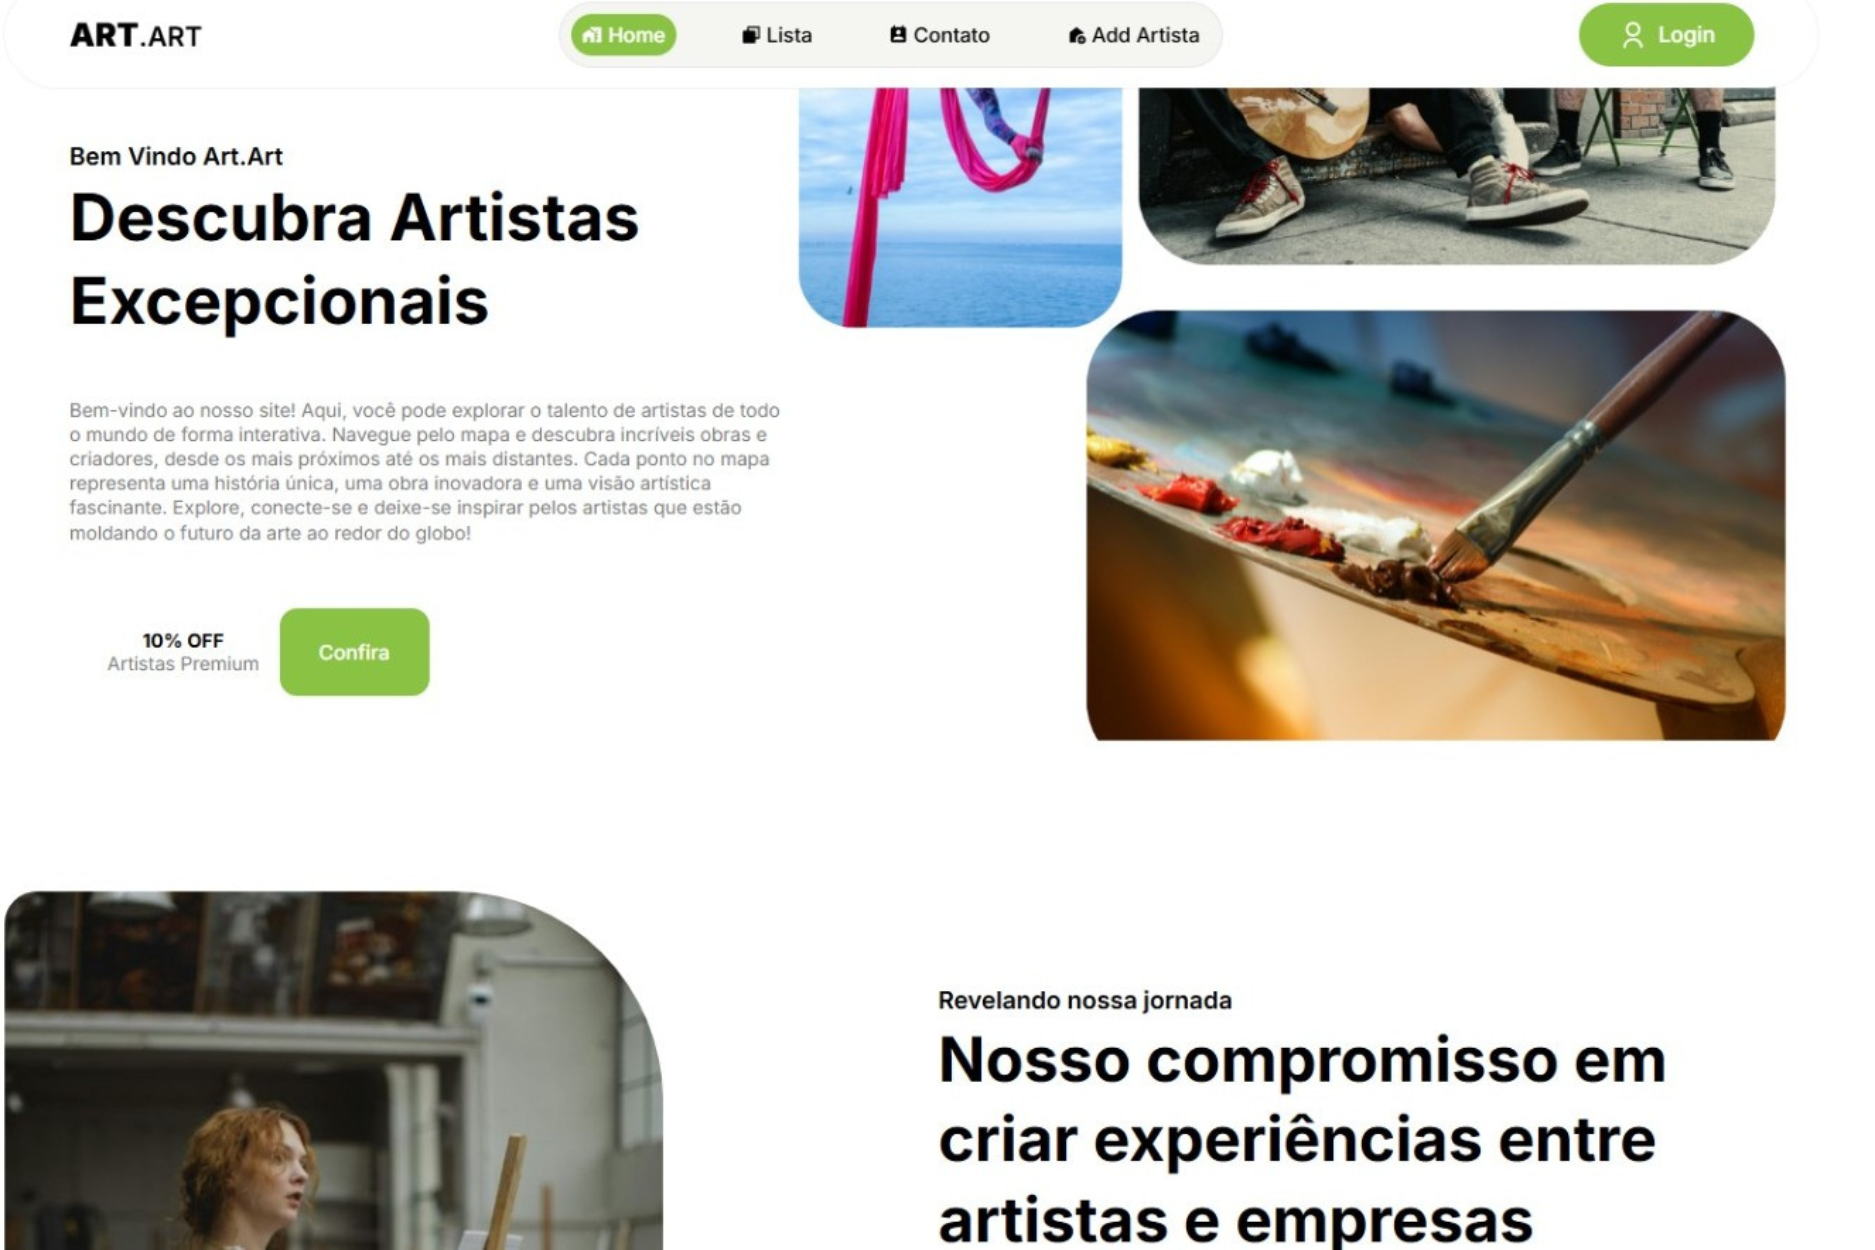 ART.ART
Home
Lista
Contato
Add Artista
Login
Bem Vindo Art.Art
Descubra Artistas
Excepcionais
Bem-vindo ao nosso site! Aqui, você pode explorar o talento de artistas de todo
o mundo de forma interativa. Navegue pelo mapa e descubra incríveis obras e
criadores, desde os mais próximos até os mais distantes. Cada ponto no mapa
representa uma história única, uma obra inovadora e uma visão artística
fascinante. Explore, conecte-se e deixe-se inspirar pelos artistas que estão
moldando o futuro da arte ao redor do globo!
10% OFF
Artistas Premium
Confira
Revelando nossa jornada
Nosso compromisso em
criar experiências entre
artistas e empresas